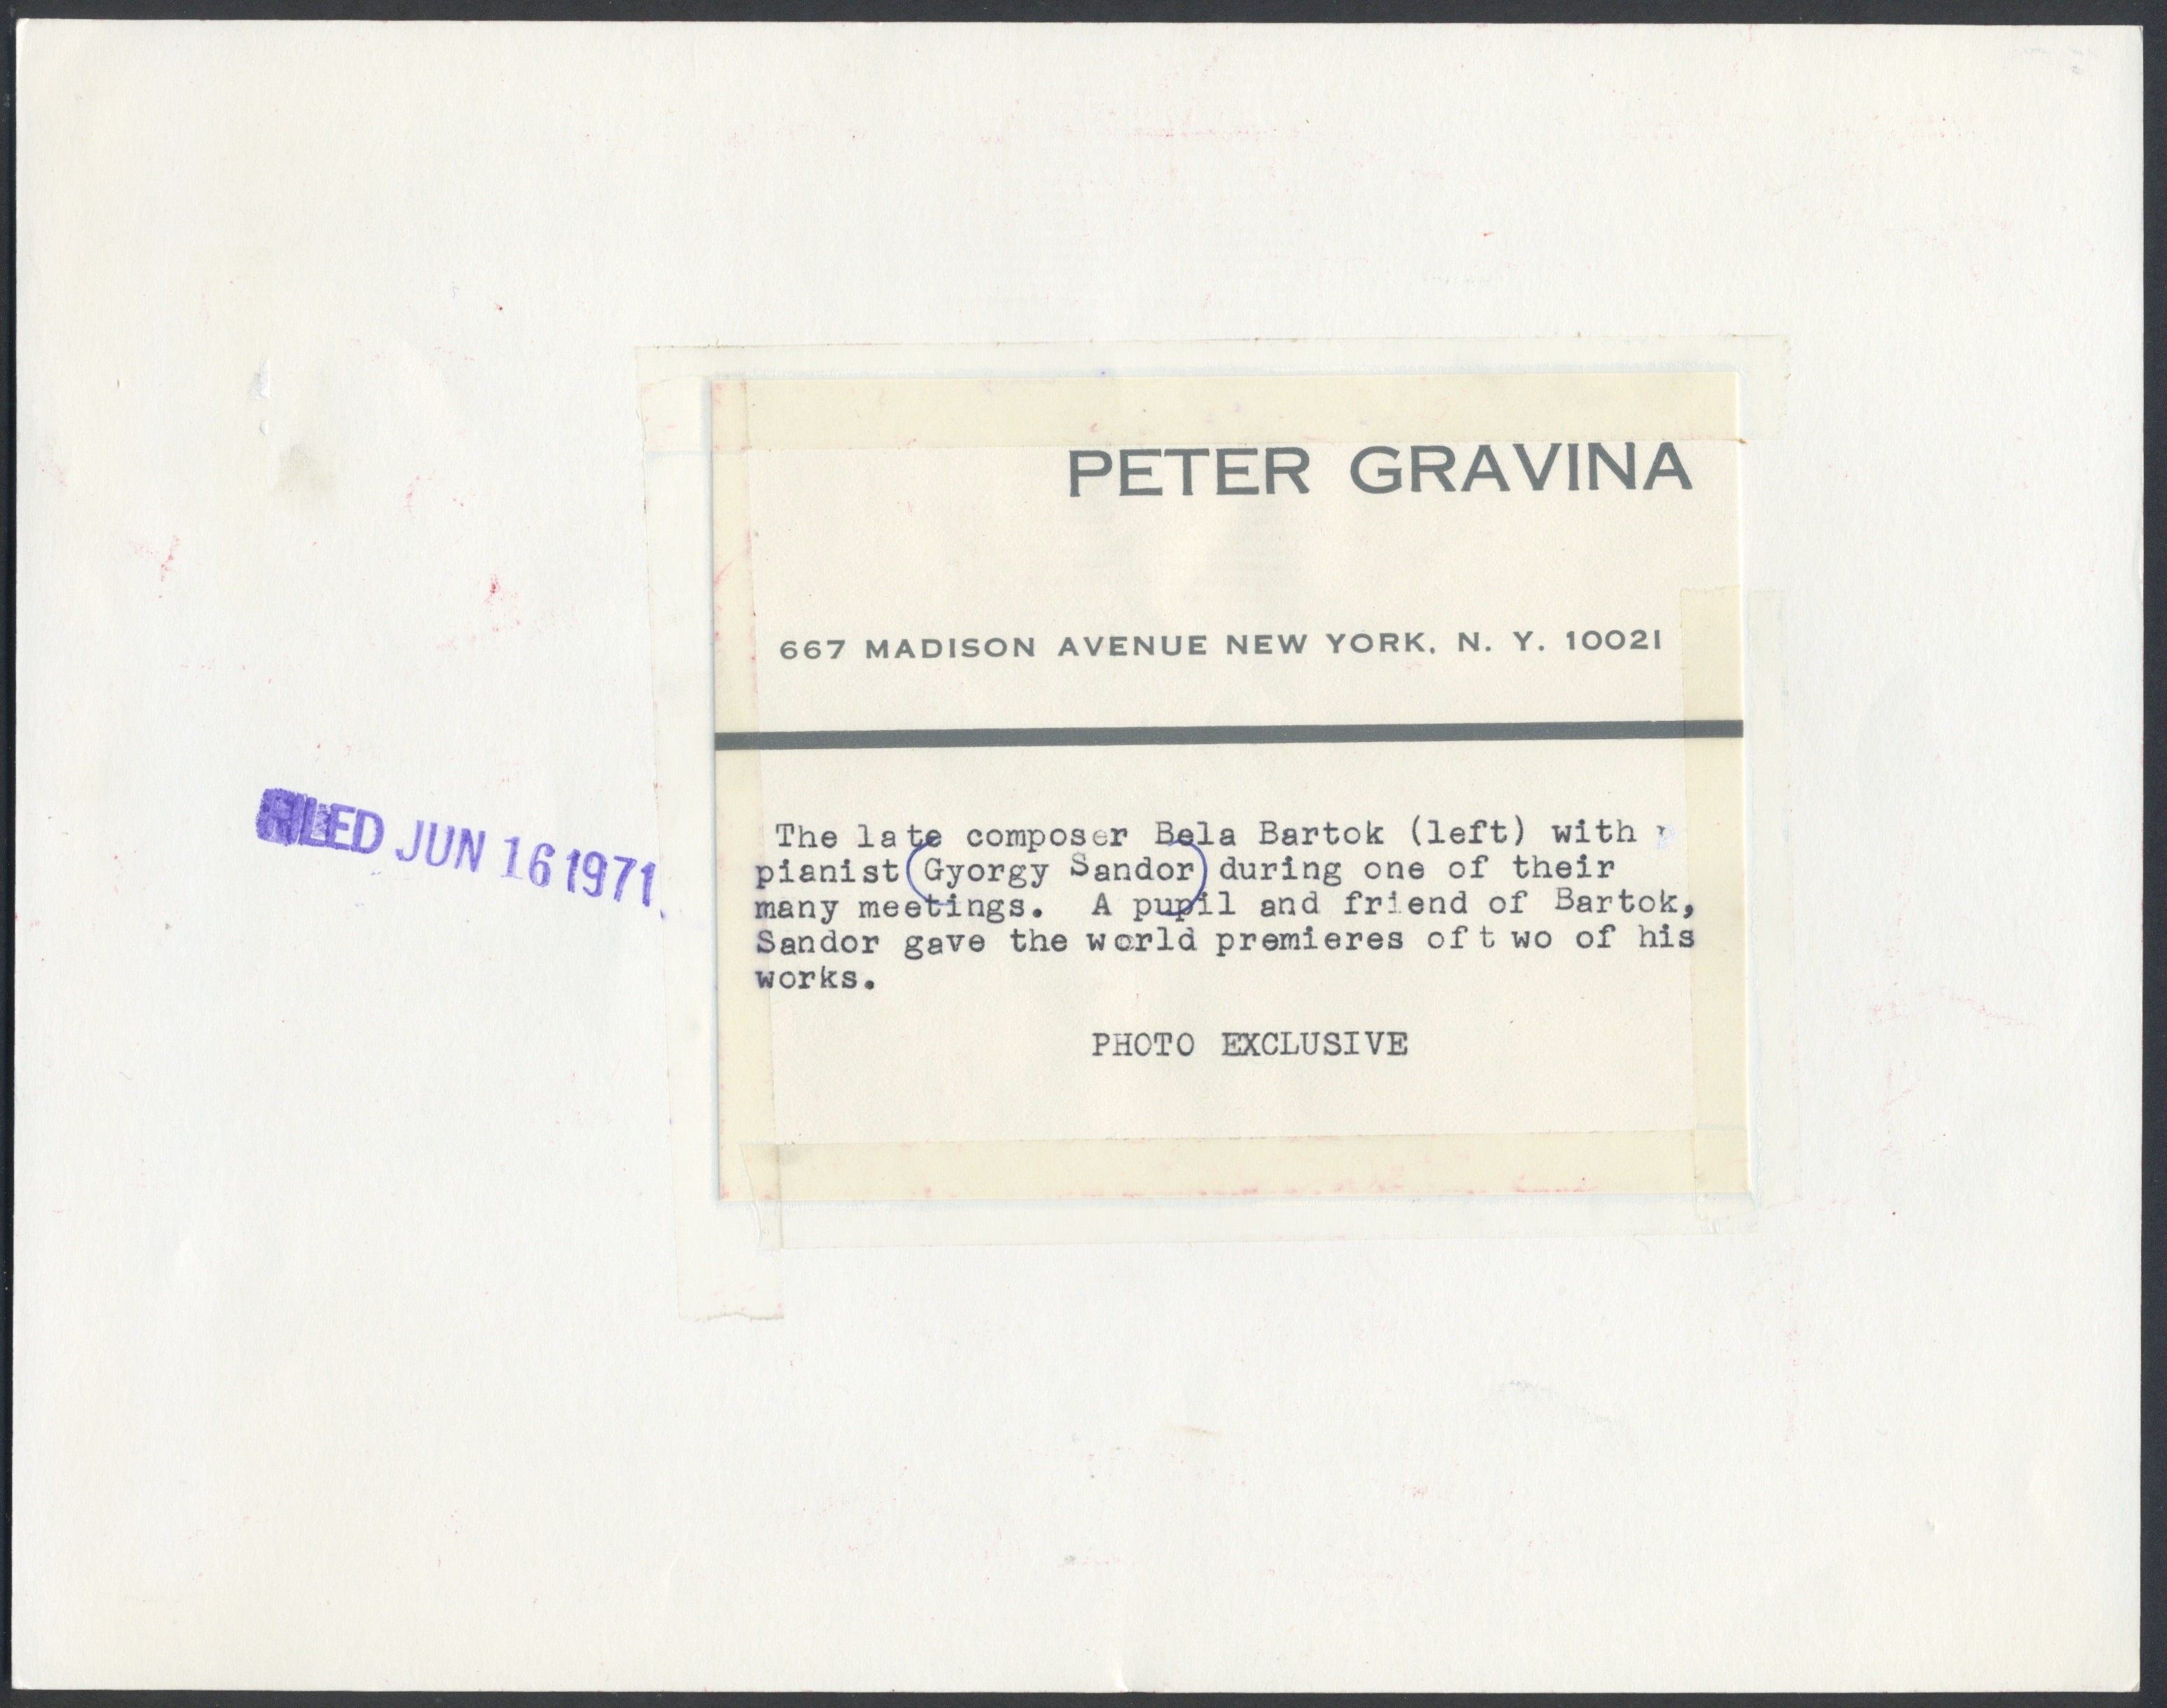 PETER GRAVINA
667 MADISON AVENUE NEW YORK, N. Y. 10021
FILED JUN 16 1971
The late composer Bela Bartok (left) with
pianist Gyorgy Sandor during one of their
many meetings. A pupil and friend of Bartok,
Sandor gave the world premieres oft wo of his
works.
PHOTO EXCLUSIVE